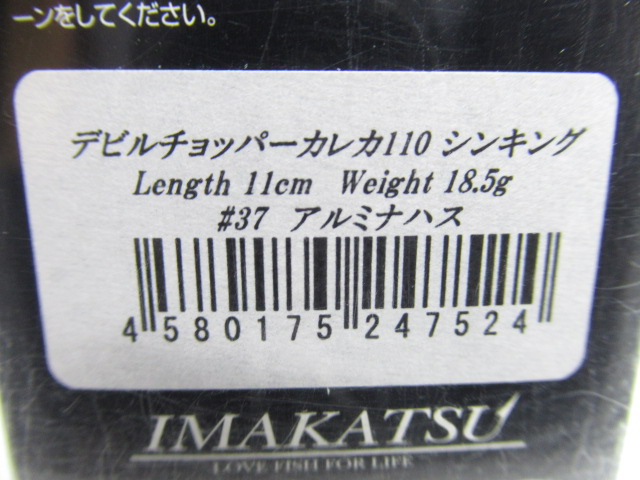 ーンをしてください。
デビルチョッパーカレカ110 シンキング
Length 11cm Weight 18.5g
#37 アルミナハス
4 580175 247524
IMAKATSU
LOVE FISH FOR LIFE